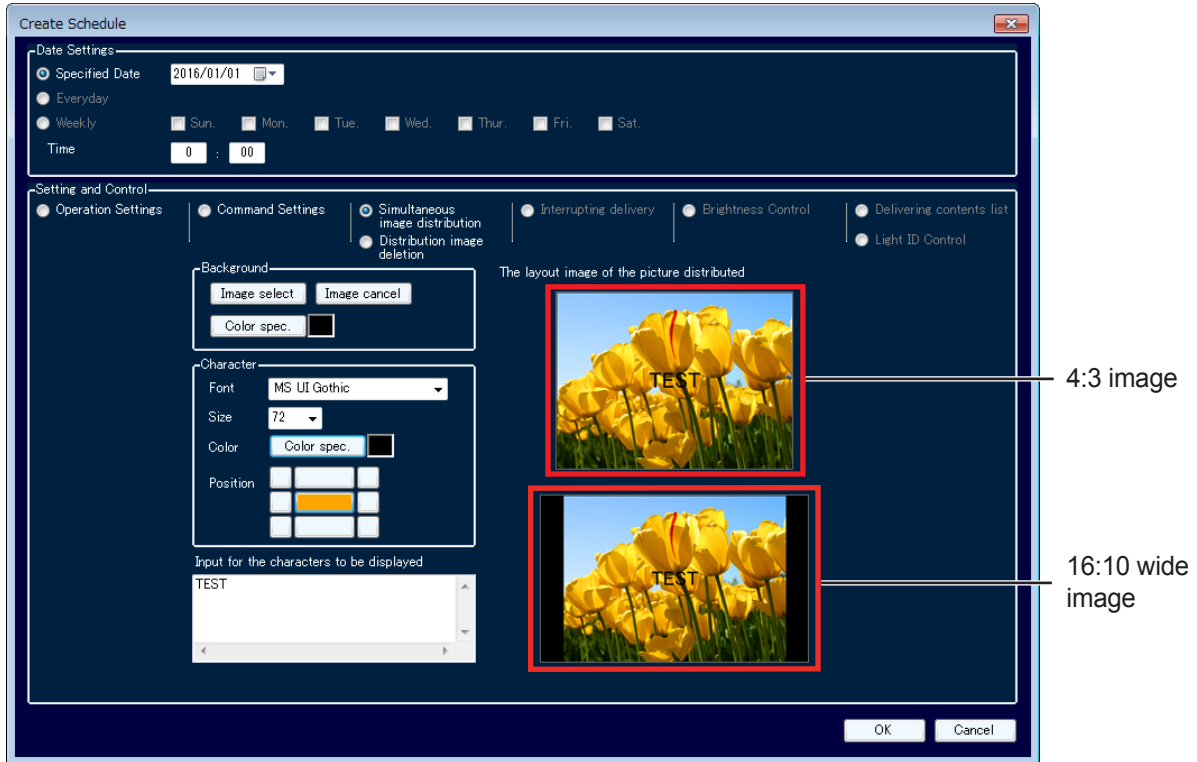 Create Schedule
Date Settings
Specified Date 2016/01/01
Everyday
Weekly Sun. Mon. Tue. Wed. Thur. Fri. Sat.
Time 0 : 00
Setting and Control
Operation Settings
Command Settings
Simultaneous
image distribution
Distribution image
deletion
Interrupting delivery
Brightness Control
Delivering contents list
Light ID Control
Background
Image select Image cancel
Color spec.
Character
Font MS UI Gothic
Size 72
Color Color spec.
Position
Input for the characters to be displayed
TEST
The layout image of the picture distributed
TEST
4:3 image
TEST
16:10 wide
image
OK Cancel